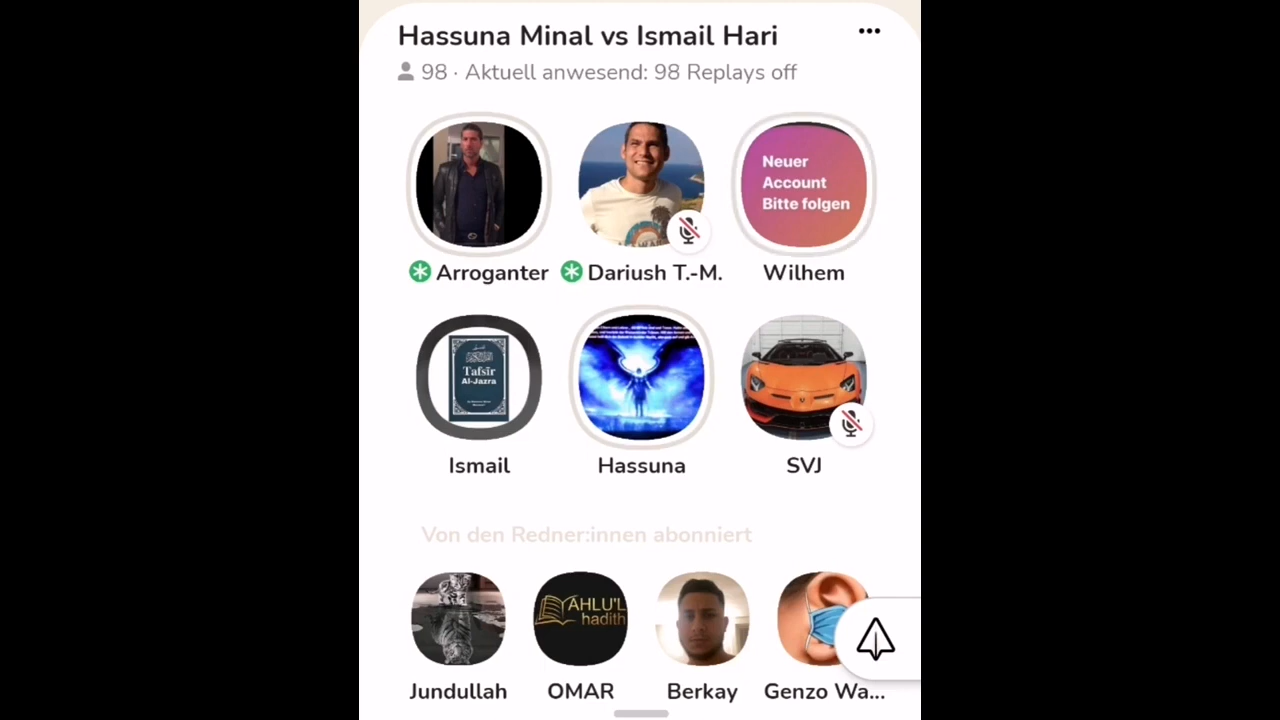 Hassuna Minal vs Ismail Hari
98 · Aktuell anwesend: 98 Replays off
Neuer
Account
Bitte folgen
Arroganter
Dariush T.-M.
Wilhem
Tafsīr
Al-Jazra
Ismail
Hassuna
SVJ
Von den Redner:innen abonniert
AHLU'L
hadith
Jundullah
OMAR
Berkay
Genzo Wa...